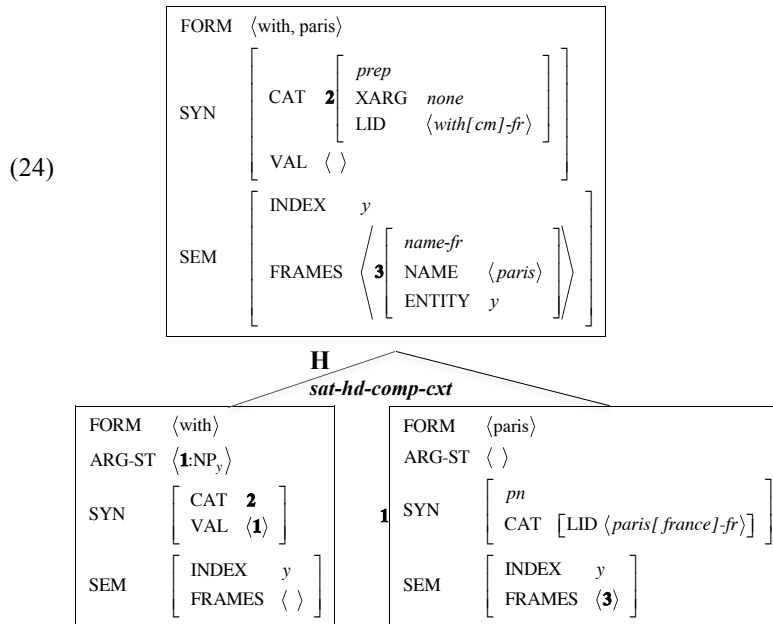 (24)
FORM ⟨with, paris⟩
SYN
CAT 2
prep
XARG none
LID ⟨with[cm]-fr⟩
VAL ⟨ ⟩
SEM
INDEX y
FRAMES ⟨3
name-fr
NAME ⟨paris⟩
ENTITY y
⟩
H
sat-hd-comp-cxt
FORM ⟨with⟩
ARG-ST ⟨1:NPy⟩
SYN
CAT 2
VAL ⟨1⟩
SEM
INDEX y
FRAMES ⟨ ⟩
1
FORM ⟨paris⟩
ARG-ST ⟨ ⟩
SYN
pn
CAT [LID ⟨paris[france]-fr⟩]
SEM
INDEX y
FRAMES ⟨3⟩